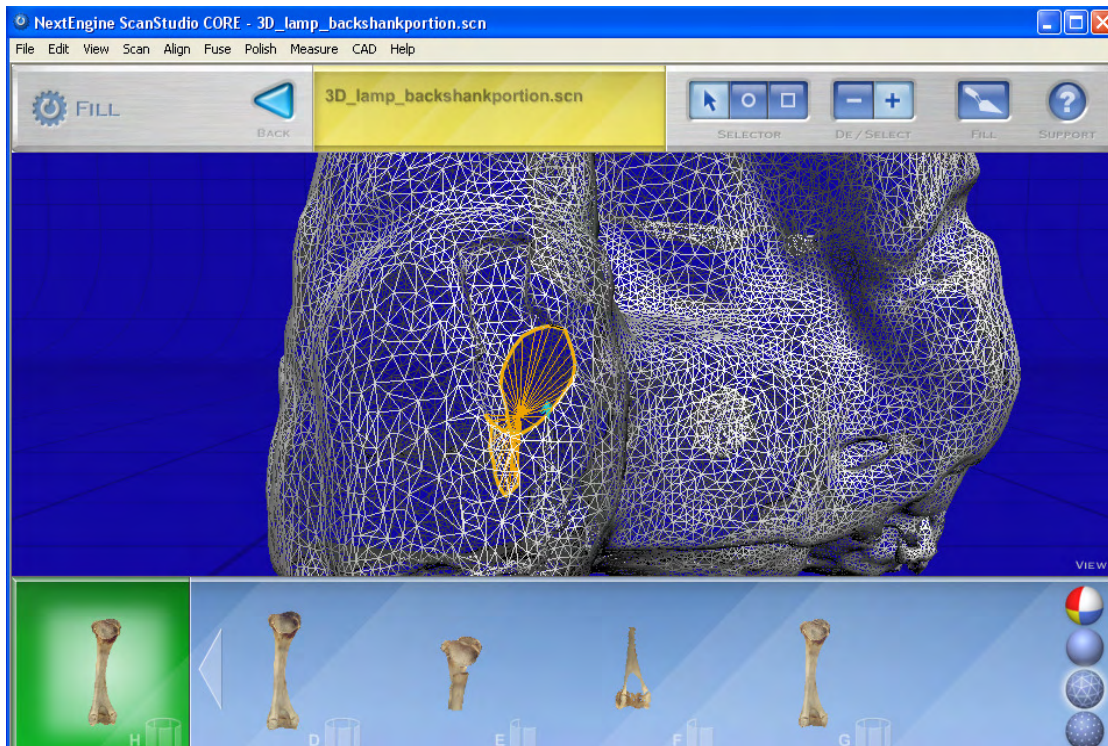 NextEngine ScanStudio CORE - 3D_lamp_backshankportion.scn
File Edit View Scan Align Fuse Polish Measure CAD Help
FILL
BACK
3D_lamp_backshankportion.scn
SELECTOR
DE / SELECT
FILL
SUPPORT
VIEW
H
D
E
F
G